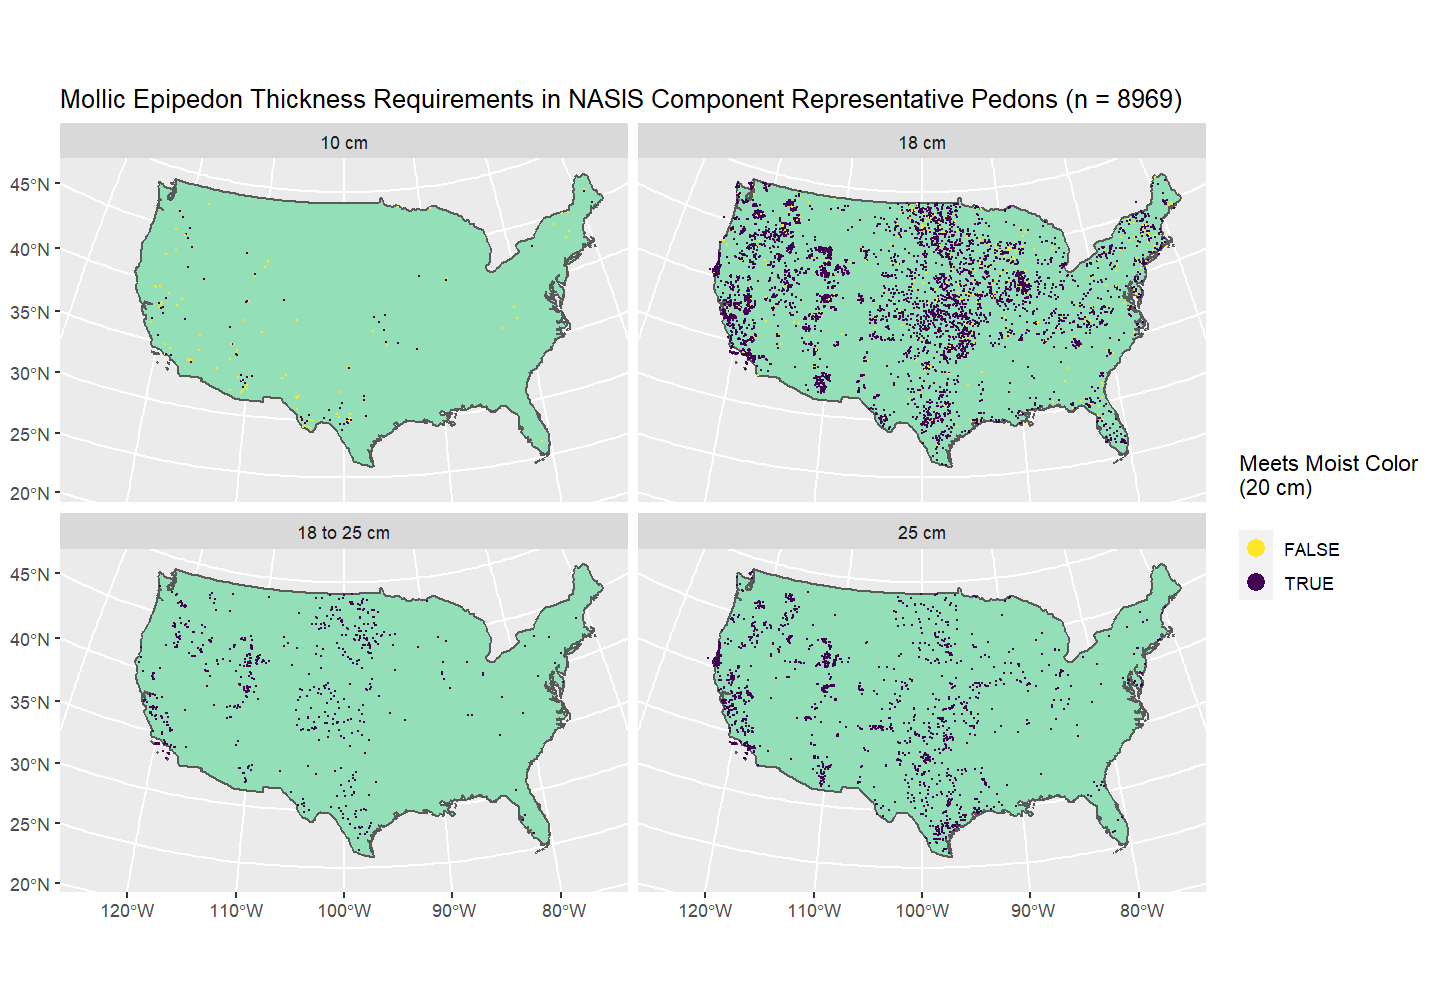 Mollic Epipedon Thickness Requirements in NASIS Component Representative Pedons (n = 8969)
10 cm
18 cm
45°N
40°N
35°N
30°N
25°N
20°N
18 to 25 cm
25 cm
45°N
40°N
35°N
30°N
25°N
20°N
120°W
110°W
100°W
90°W
80°W
120°W
110°W
100°W
90°W
80°W
Meets Moist Color
(20 cm)
FALSE
TRUE